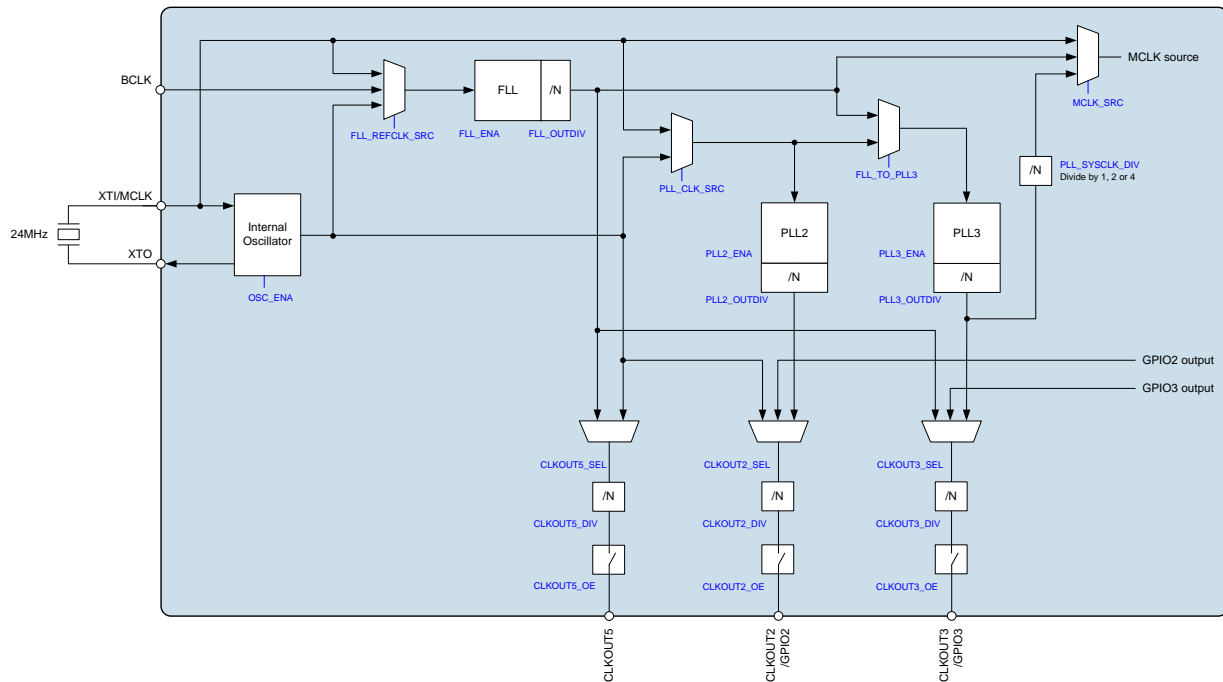 MCLK source
BCLK
FLL
/N
MCLK_SRC
FLL_REFCLK_SRC
FLL_ENA
FLL_OUTDIV
/N
PLL_SYSCLK_DIV
Divide by 1, 2 or 4
FLL_TO_PLL3
PLL_CLK_SRC
XTI/MCLK
24MHz
Internal
Oscillator
XTO
PLL2
PLL3
PLL2_ENA
PLL3_ENA
/N
/N
OSC_ENA
PLL2_OUTDIV
PLL3_OUTDIV
GPIO2 output
GPIO3 output
CLKOUT5_SEL
CLKOUT2_SEL
CLKOUT3_SEL
/N
/N
/N
CLKOUT5_DIV
CLKOUT2_DIV
CLKOUT3_DIV
CLKOUT5_OE
CLKOUT2_OE
CLKOUT3_OE
CLKOUT5
CLKOUT2
/GPIO2
CLKOUT3
/GPIO3